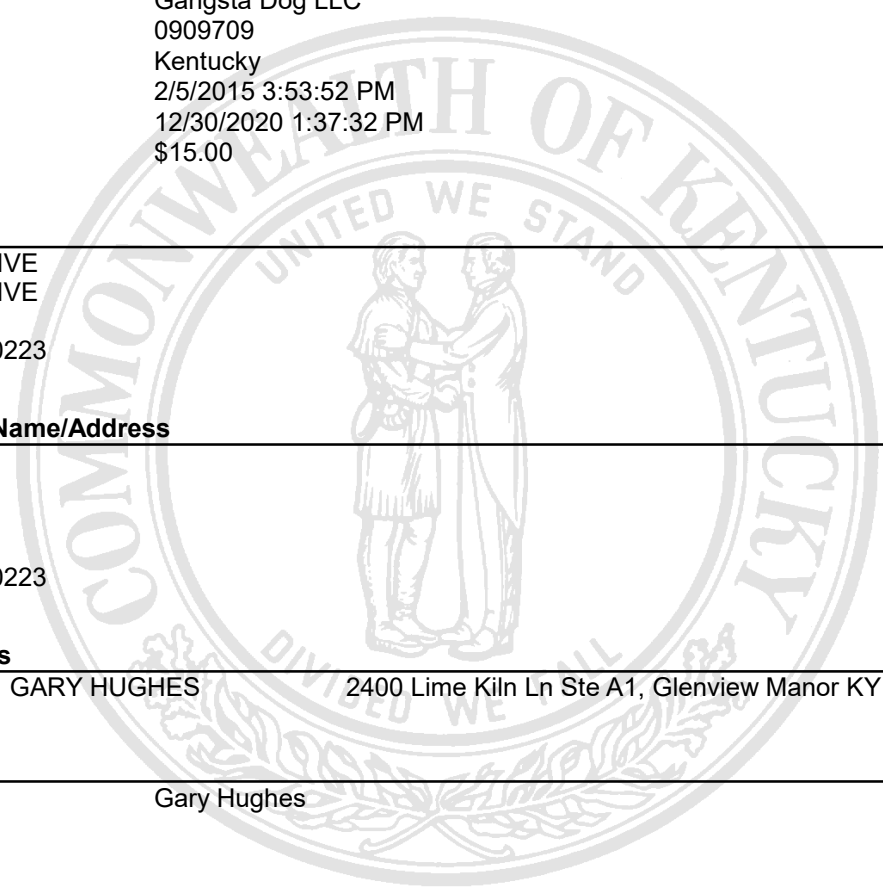 Gangsta Dog LLC
0909709
Kentucky
2/5/2015 3:53:52 PM
12/30/2020 1:37:32 PM
$15.00
COMMONWEALTH OF KENTUCKY
UNITED WE STAND
IVE
IVE
0223
Name/Address
0223
s
GARY HUGHES 2400 Lime Kiln Ln Ste A1, Glenview Manor KY
DIVIDED WE FALL
Gary Hughes